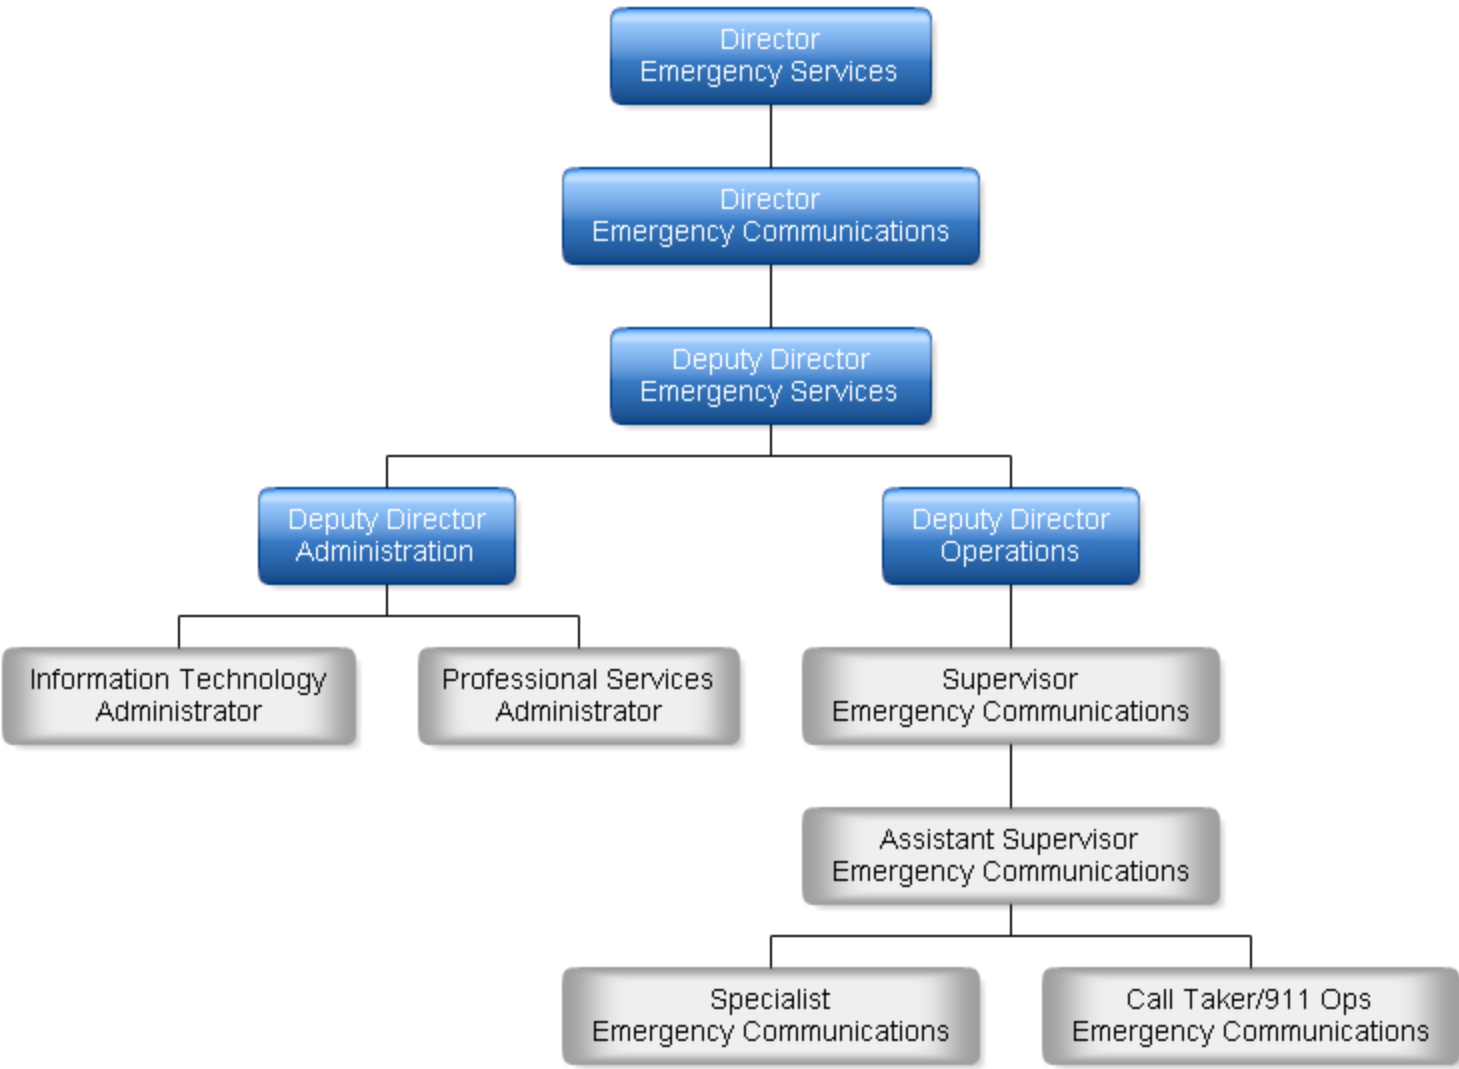 Director
Emergency Services
Director
Emergency Communications
Deputy Director
Emergency Services
Deputy Director
Administration
Deputy Director
Operations
Information Technology
Administrator
Professional Services
Administrator
Supervisor
Emergency Communications
Assistant Supervisor
Emergency Communications
Specialist
Emergency Communications
Call Taker/911 Ops
Emergency Communications